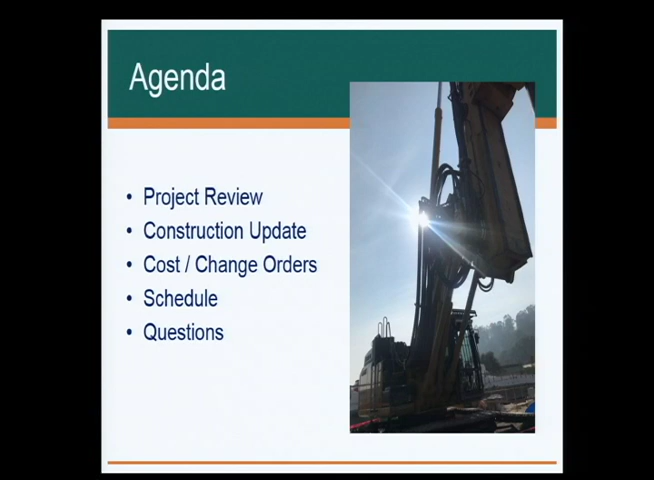 Agenda
• Project Review
• Construction Update
• Cost / Change Orders
• Schedule
• Questions